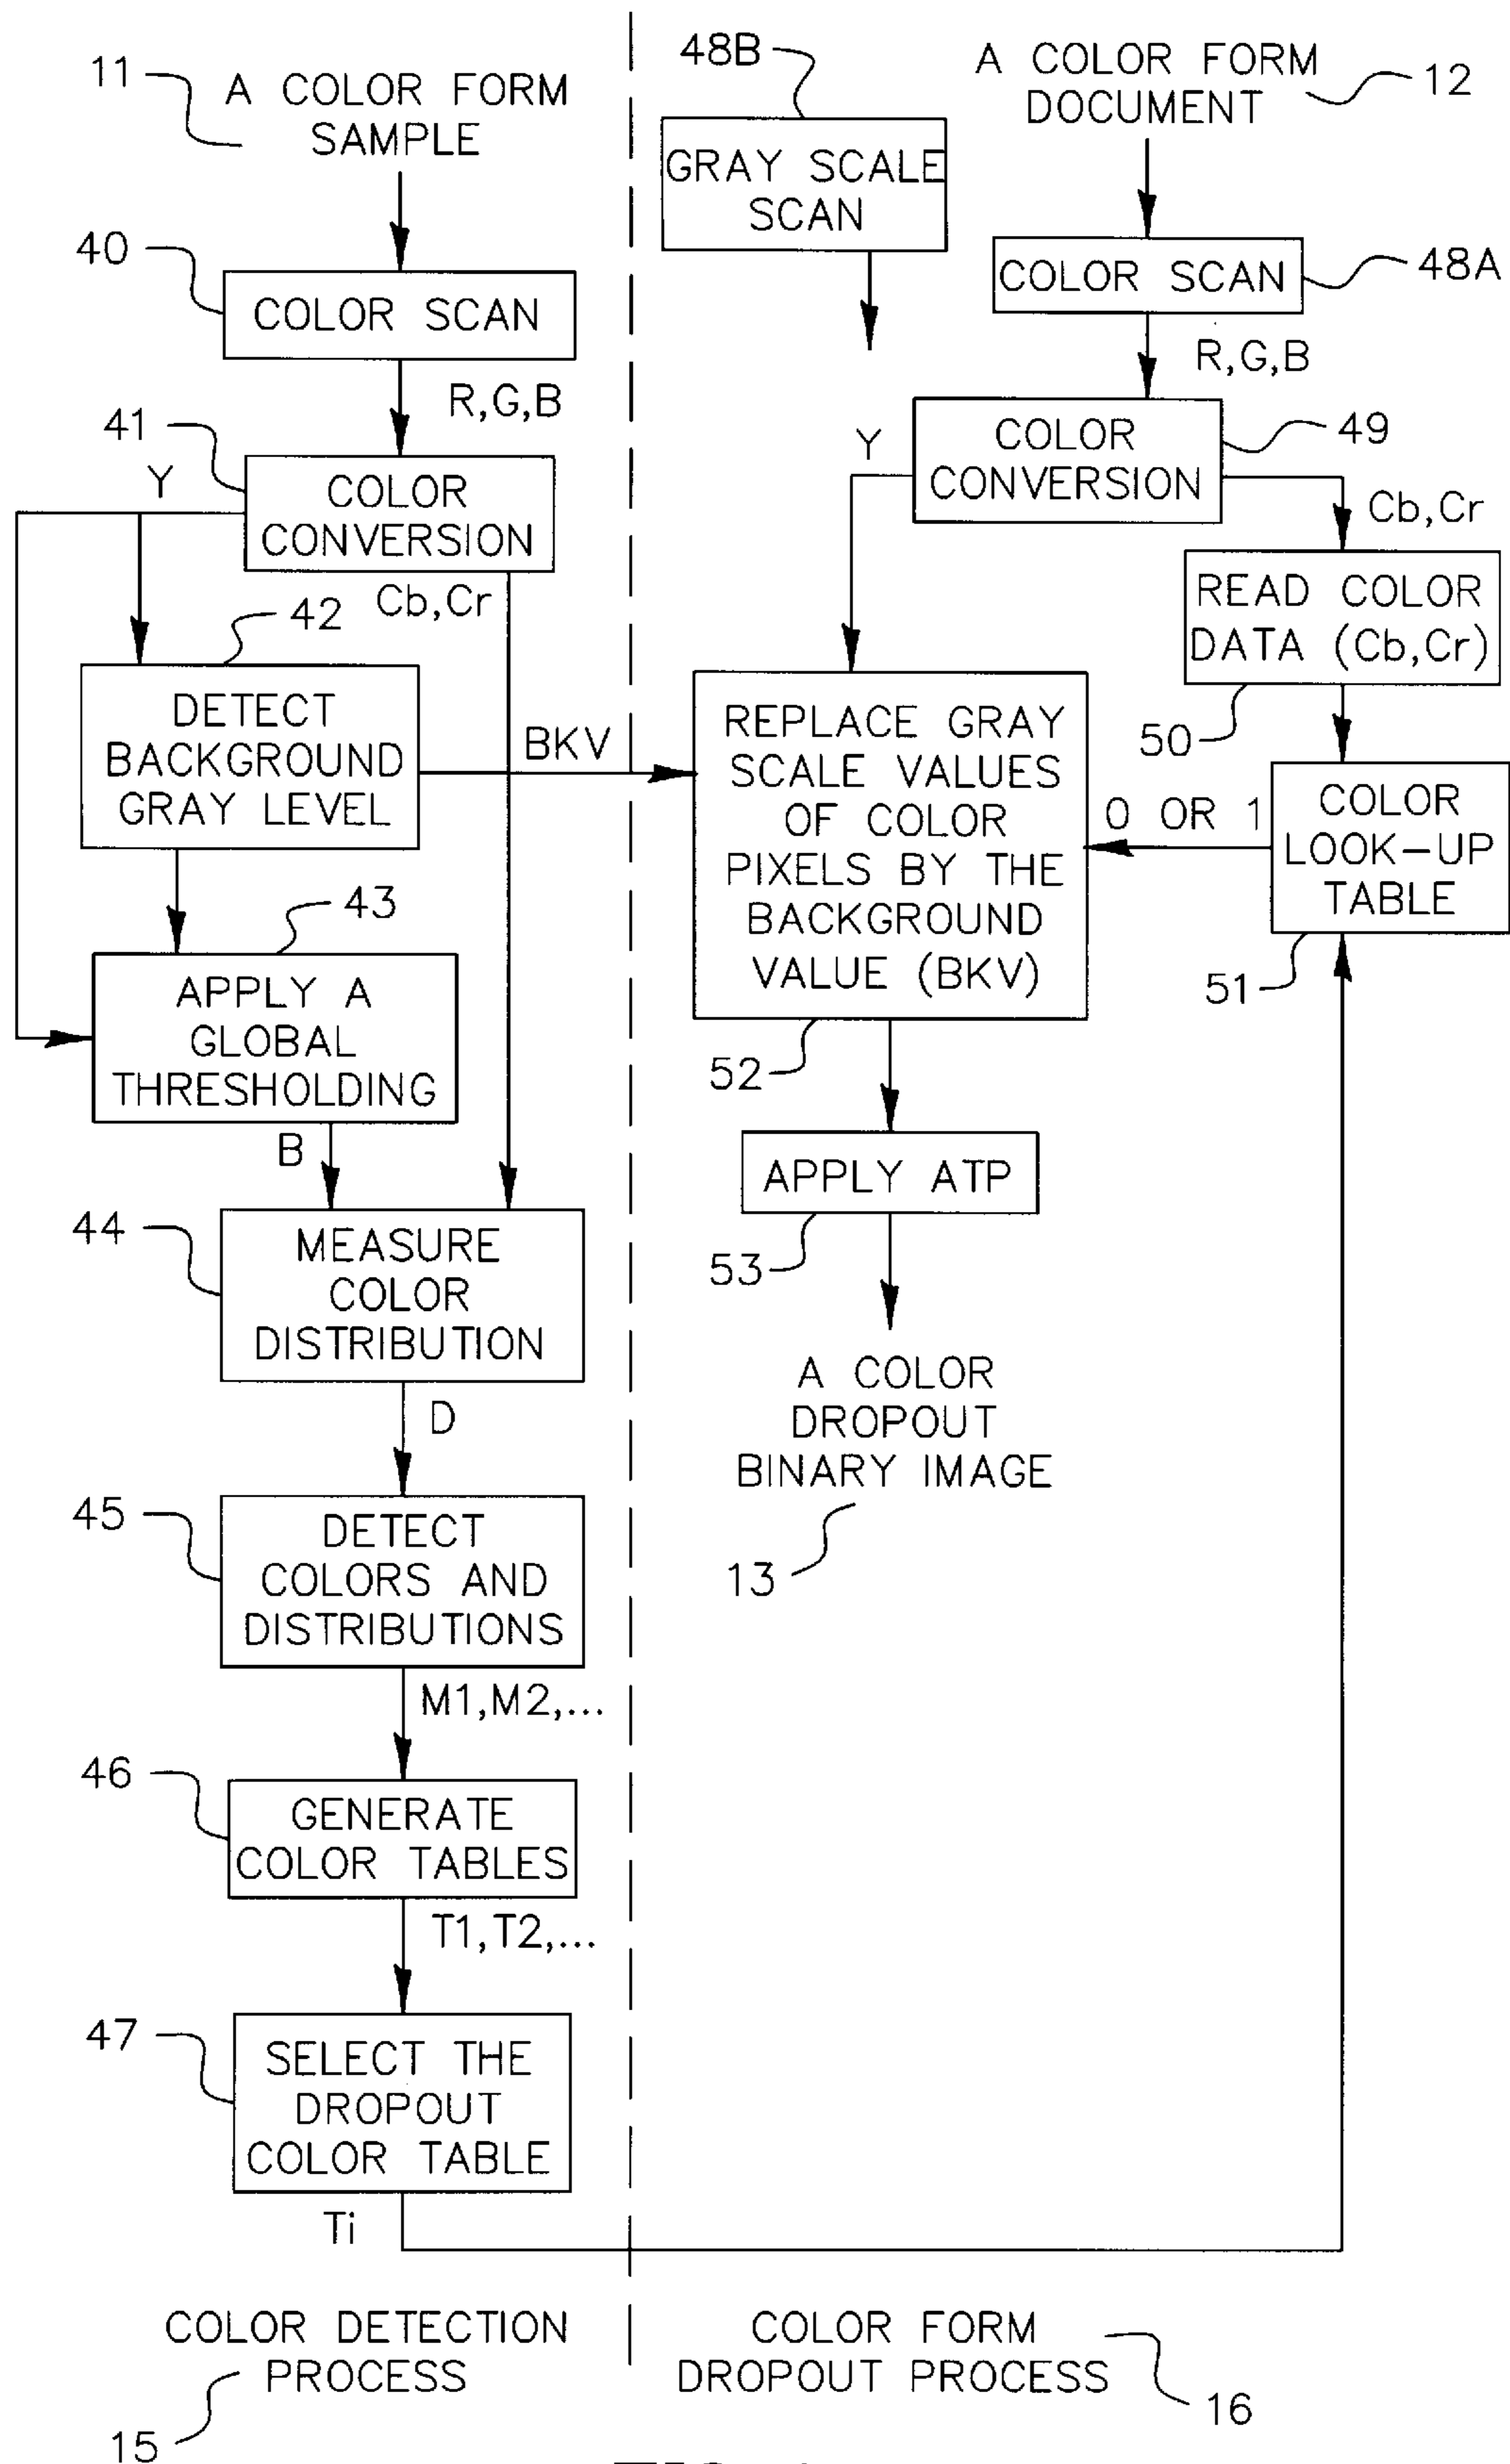 11
A COLOR FORM
SAMPLE
40
COLOR SCAN
R,G,B
41
Y
COLOR
CONVERSION
Cb,Cr
42
DETECT
BACKGROUND
GRAY LEVEL
BKV
43
APPLY A
GLOBAL
THRESHOLDING
B
44
MEASURE
COLOR
DISTRIBUTION
D
45
DETECT
COLORS AND
DISTRIBUTIONS
M1,M2,...
46
GENERATE
COLOR TABLES
T1,T2,...
47
SELECT THE
DROPOUT
COLOR TABLE
Ti
COLOR DETECTION
PROCESS
15
48B
GRAY SCALE
SCAN
A COLOR FORM
DOCUMENT
12
COLOR SCAN
48A
R,G,B
Y
COLOR
CONVERSION
49
Cb,Cr
READ COLOR
DATA (Cb,Cr)
50
COLOR
LOOK-UP
TABLE
51
0 OR 1
REPLACE GRAY
SCALE VALUES
OF COLOR
PIXELS BY THE
BACKGROUND
VALUE (BKV)
52
APPLY ATP
53
A COLOR
DROPOUT
BINARY IMAGE
13
COLOR FORM
DROPOUT PROCESS
16